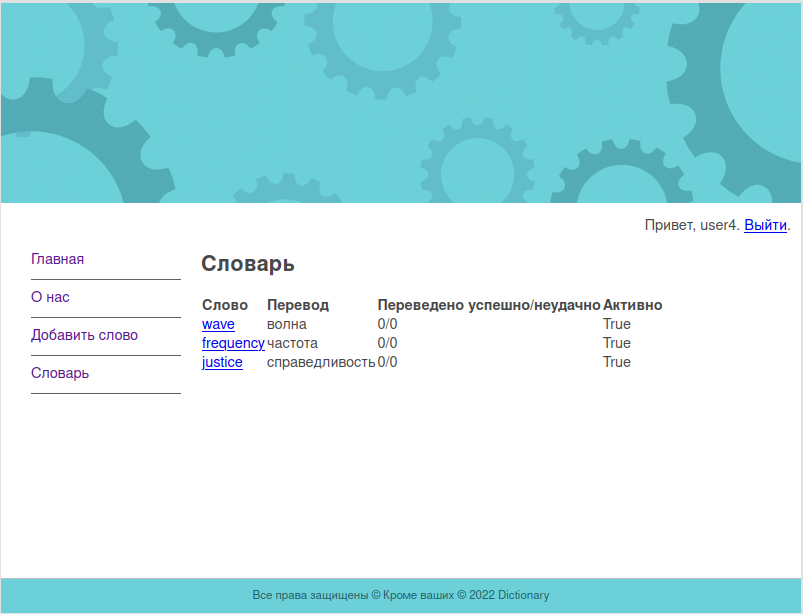 Привет, user4. Выйти.
Главная
О нас
Добавить слово
Словарь
Словарь
Слово Перевод Переведено успешно/неудачно Активно
wave волна 0/0 True
frequency частота 0/0 True
justice справедливость 0/0 True
Все права защищены © Кроме ваших © 2022 Dictionary